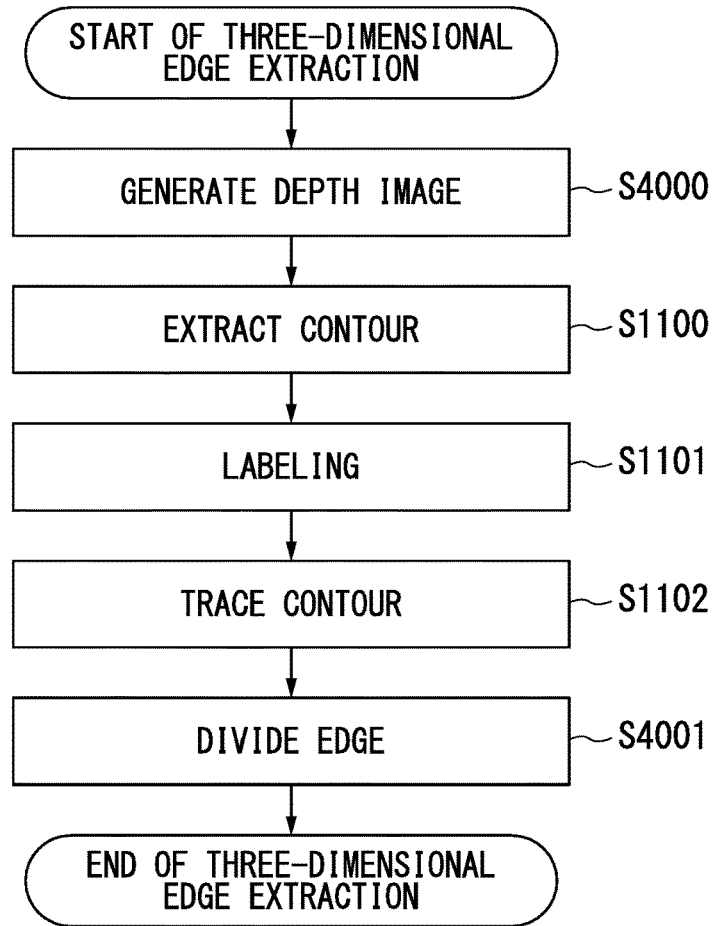 START OF THREE-DIMENSIONAL
EDGE EXTRACTION
GENERATE DEPTH IMAGE
S4000
EXTRACT CONTOUR
S1100
LABELING
S1101
TRACE CONTOUR
S1102
DIVIDE EDGE
S4001
END OF THREE-DIMENSIONAL
EDGE EXTRACTION